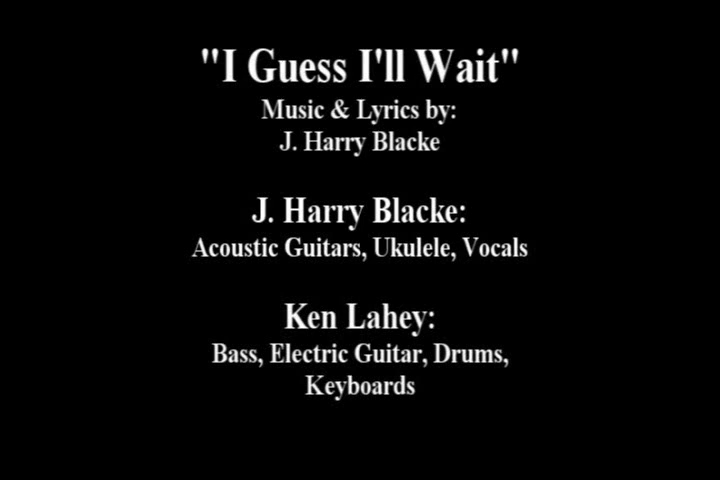 "I Guess I'll Wait"
Music & Lyrics by:
J. Harry Blacke
J. Harry Blacke:
Acoustic Guitars, Ukulele, Vocals
Ken Lahey:
Bass, Electric Guitar, Drums,
Keyboards